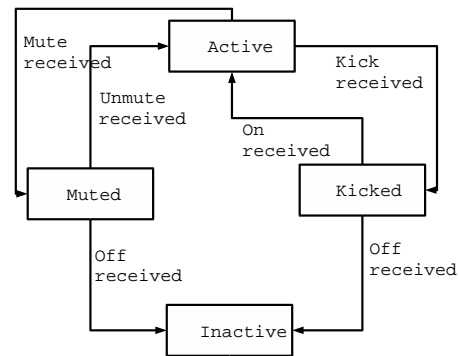 Active
Mute
received
Kick
received
Unmute
received
On
received
Muted
Kicked
Off
received
Off
received
Inactive